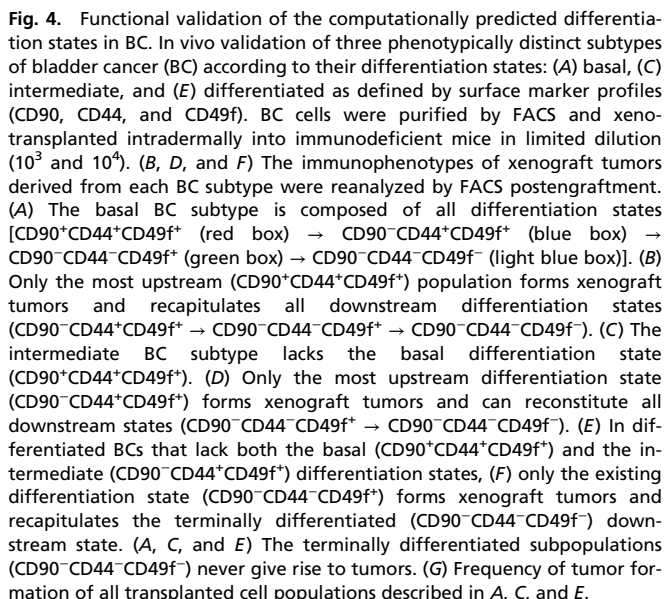 Fig. 4. Functional validation of the computationally predicted differentia-
tion states in BC. In vivo validation of three phenotypically distinct subtypes
of bladder cancer (BC) according to their differentiation states: (A) basal, (C)
intermediate, and (E) differentiated as defined by surface marker profiles
(CD90, CD44, and CD49f). BC cells were purified by FACS and xeno-
transplanted intradermally into immunodeficient mice in limited dilution
(10³ and 10⁴). (B, D, and F) The immunophenotypes of xenograft tumors
derived from each BC subtype were reanalyzed by FACS postengraftment.
(A) The basal BC subtype is composed of all differentiation states
[CD90⁺CD44⁺CD49f⁺ (red box) → CD90⁻CD44⁺CD49f⁺ (blue box) →
CD90⁻CD44⁻CD49f⁺ (green box) → CD90⁻CD44⁻CD49f⁻ (light blue box)]. (B)
Only the most upstream (CD90⁺CD44⁺CD49f⁺) population forms xenograft
tumors and recapitulates all downstream differentiation states
(CD90⁻CD44⁺CD49f⁺ → CD90⁻CD44⁻CD49f⁺ → CD90⁻CD44⁻CD49f⁻). (C) The
intermediate BC subtype lacks the basal differentiation state
(CD90⁺CD44⁺CD49f⁺). (D) Only the most upstream differentiation state
(CD90⁻CD44⁺CD49f⁺) forms xenograft tumors and can reconstitute all
downstream states (CD90⁻CD44⁻CD49f⁺ → CD90⁻CD44⁻CD49f⁻). (E) In dif-
ferentiated BCs that lack both the basal (CD90⁺CD44⁺CD49f⁺) and the in-
termediate (CD90⁻CD44⁺CD49f⁺) differentiation states, (F) only the existing
differentiation state (CD90⁻CD44⁻CD49f⁺) forms xenograft tumors and
recapitulates the terminally differentiated (CD90⁻CD44⁻CD49f⁻) down-
stream state. (A, C, and E) The terminally differentiated subpopulations
(CD90⁻CD44⁻CD49f⁻) never give rise to tumors. (G) Frequency of tumor for-
mation of all transplanted cell populations described in A, C, and E.